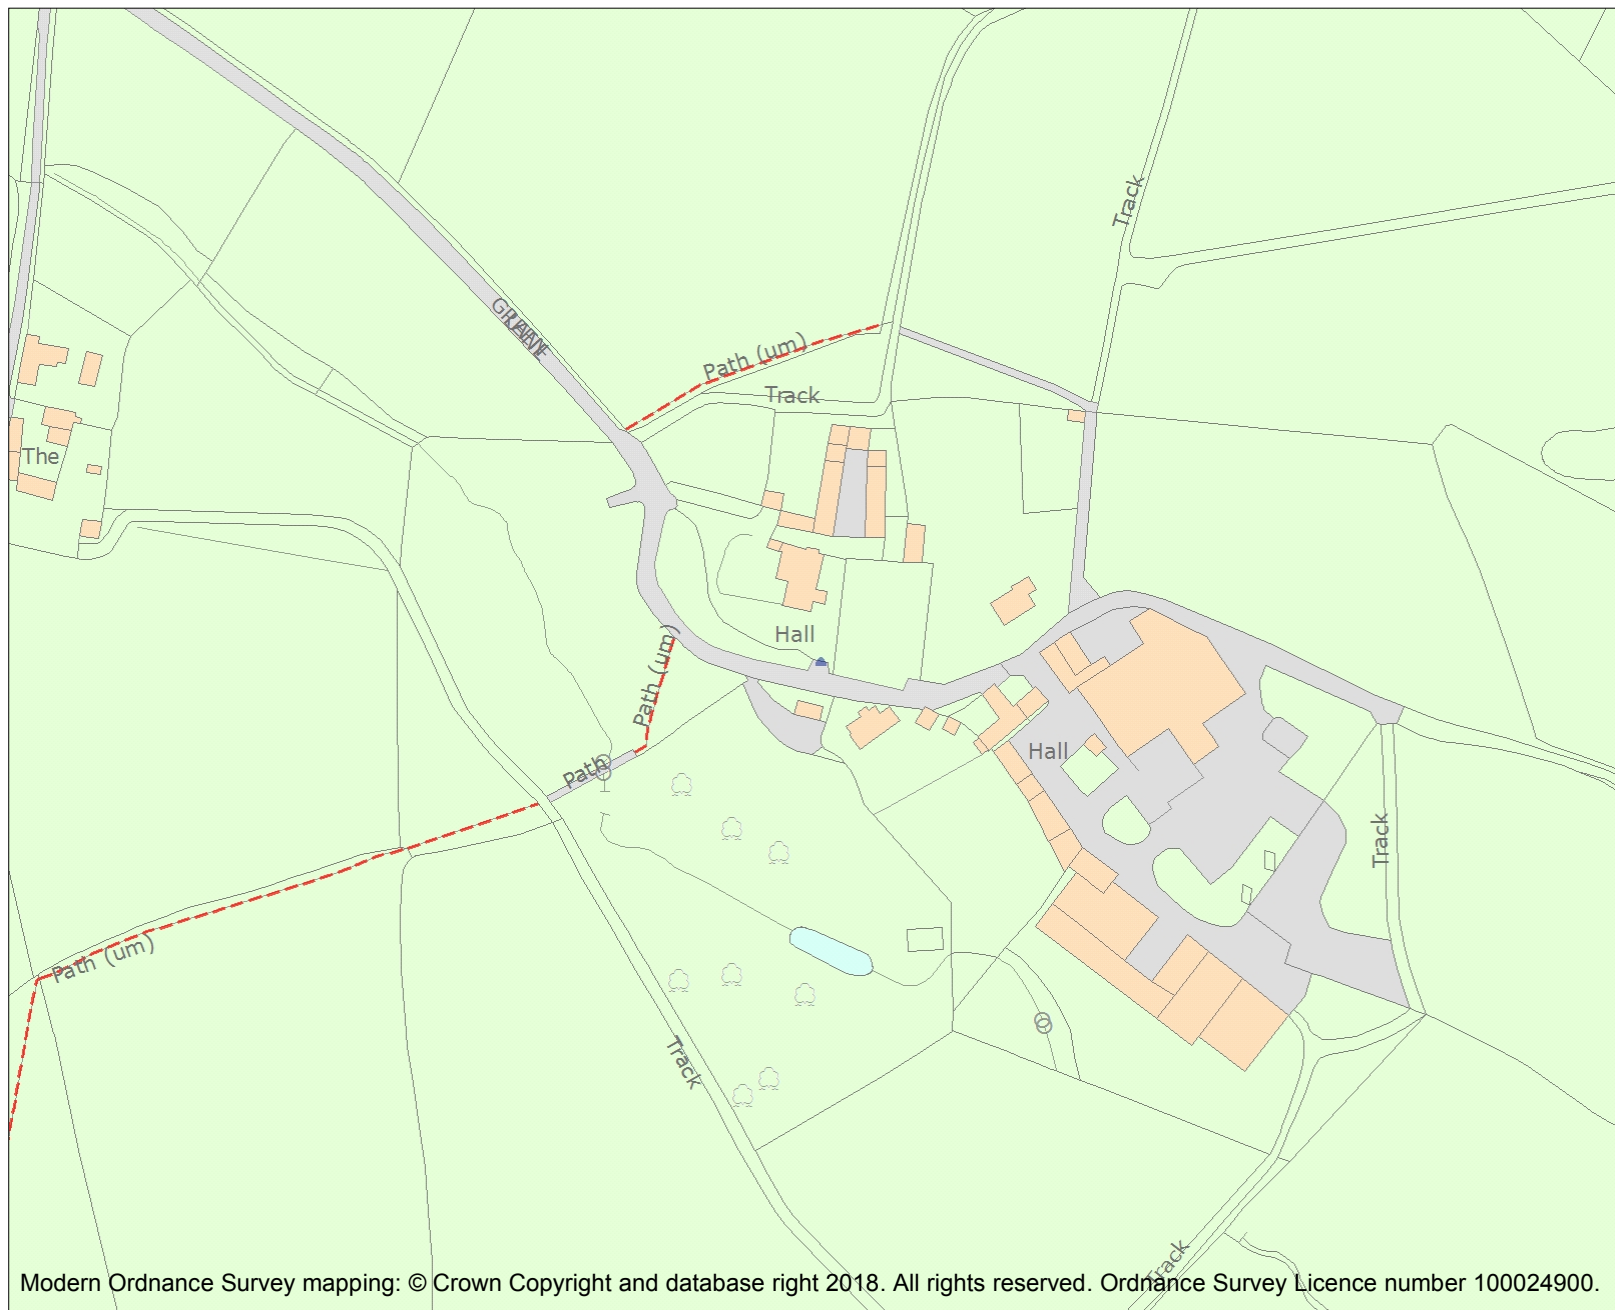 Track
Path (um)
Track
The
Hall
Path (um)
Hall
Path
Track
Path (um)
Track
Track
Modern Ordnance Survey mapping: © Crown Copyright and database right 2018. All rights reserved. Ordnance Survey Licence number 100024900.